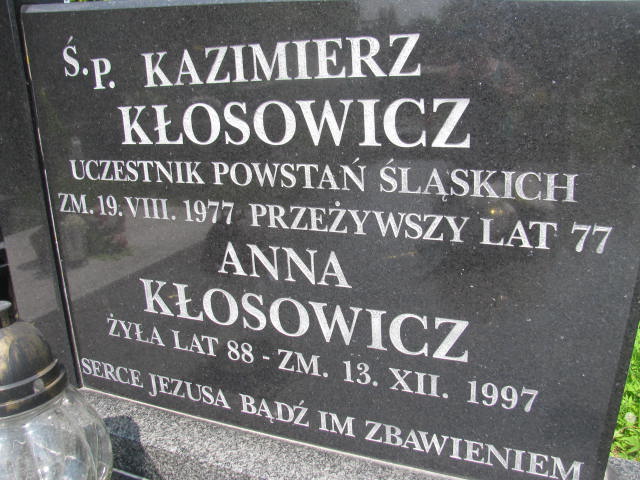 Ś.P. KAZIMIERZ
KŁOSOWICZ
UCZESTNIK POWSTAŃ ŚLĄSKICH
ZM. 19. VIII. 1977 PRZEŻYWSZY LAT 77
ANNA
KŁOSOWICZ
ŻYŁA LAT 88 - ZM. 13. XII. 1997
SERCE JEZUSA BĄDŹ IM ZBAWIENIEM